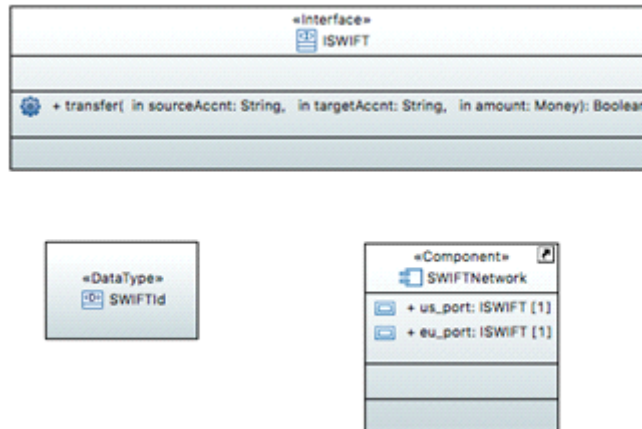 «Interface»
ISWIFT
+ transfer( in sourceAccnt: String, in targetAccnt: String, in amount: Money): Boolean
«DataType»
SWIFTId
«Component»
SWIFTNetwork
+ us_port: ISWIFT [1]
+ eu_port: ISWIFT [1]